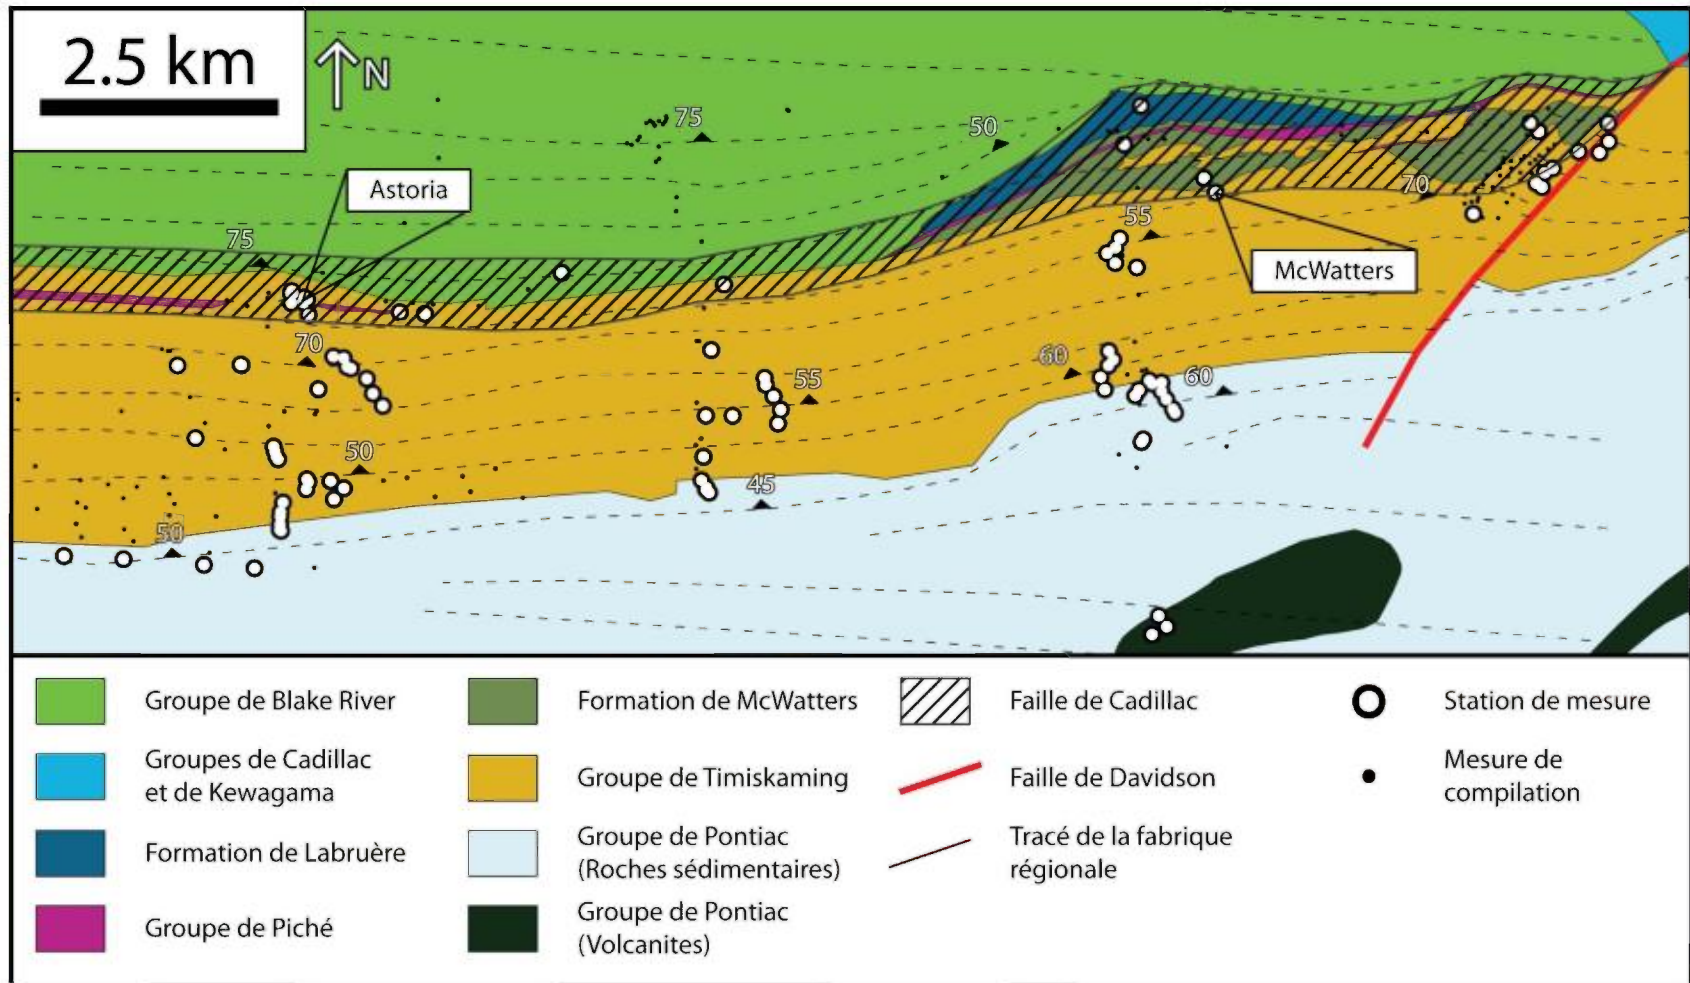 2.5 km
N
75
50
Astoria
70
55
75
McWatters
70
55
60
60
50
45
50
Groupe de Blake River
Groupes de Cadillac
et de Kewagama
Formation de Labruère
Groupe de Piché
Formation de McWatters
Groupe de Timiskaming
Groupe de Pontiac
(Roches sédimentaires)
Groupe de Pontiac
(Volcanites)
Faille de Cadillac
Faille de Davidson
Tracé de la fabrique
régionale
Station de mesure
Mesure de
compilation